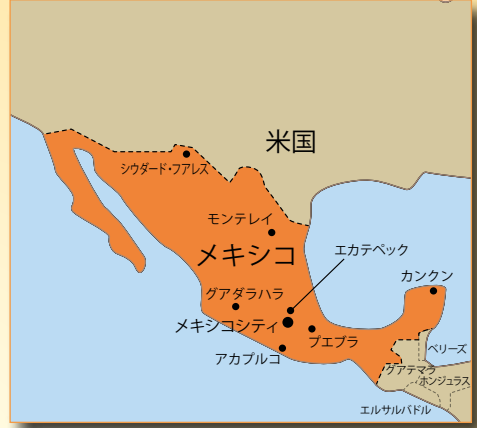 米国
シウダード・フアレス
モンテレイ
メキシコ
エカテペック
カンクン
グアダラハラ
メキシコシティ
プエブラ
アカプルコ
ベリーズ
グアテマラ
ホンジュラス
エルサルバドル